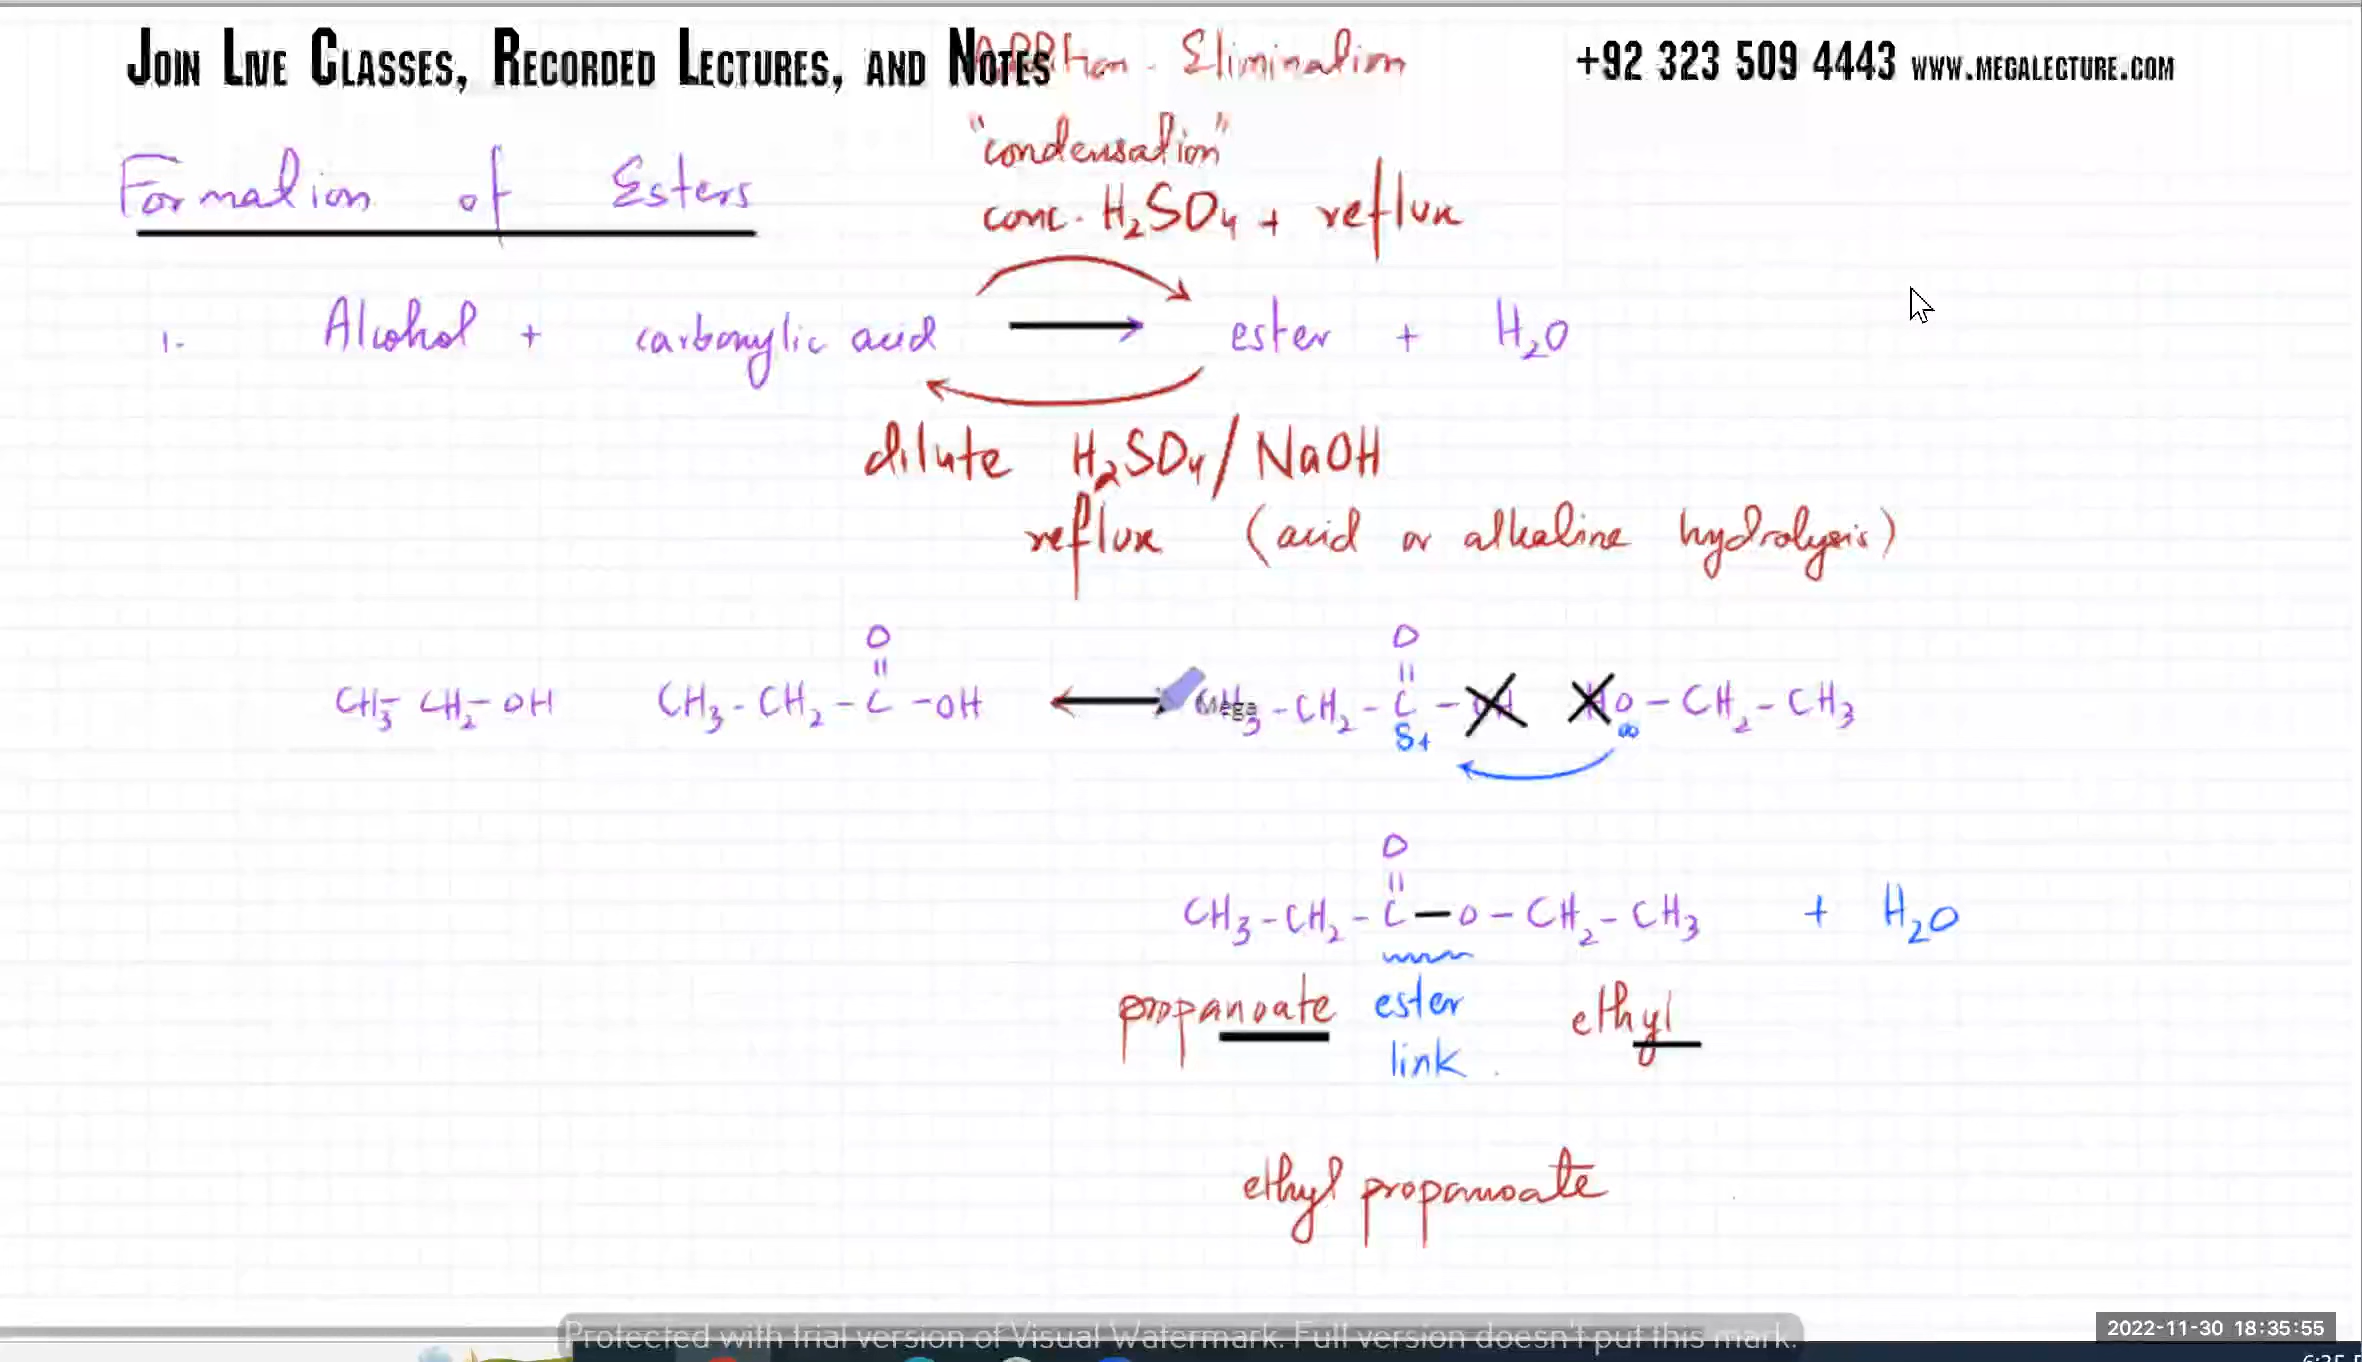 JOIN LIVE CLASSES, RECORDED LECTURES, AND NOTES
Addition - Elimination
+92 323 509 4443 WWW.MEGALECTURE.COM
"condensation"
Formation of Esters
conc. H₂SO₄ + reflux
1. Alcohol + carboxylic acid → ester + H₂O
dilute H₂SO₄/NaOH
reflux (acid or alkaline hydrolysis)
O
O
CH₃-CH₂-OH CH₃-CH₂-C-OH CH₃-CH₂-C-OH HO-CH₂-CH₃
Mega
δ+
O
CH₃-CH₂-C-O-CH₂-CH₃ + H₂O
propanoate ester link ethyl
ethyl propanoate
Protected with trial version of Visual Watermark. Full version doesn't put this mark.
2022-11-30 18:35:55